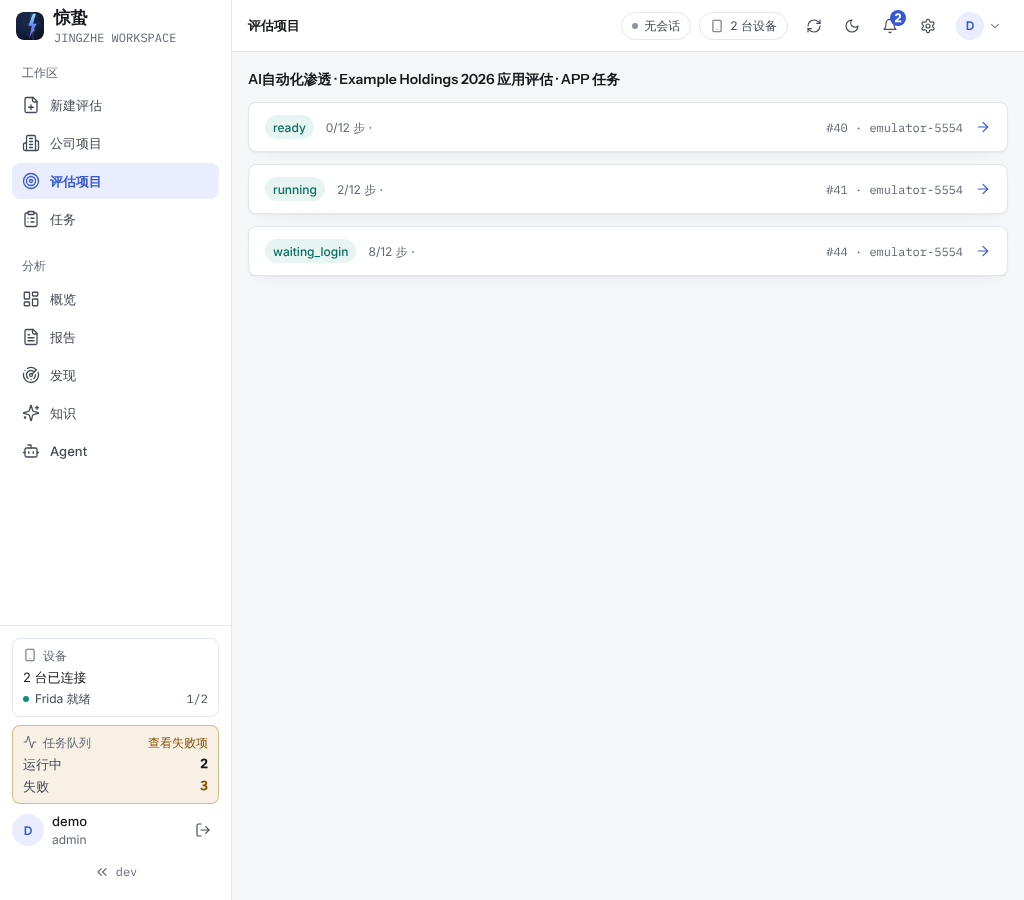 惊蛰
JINGZHE WORKSPACE
工作区
新建评估
公司项目
评估项目
任务
分析
概览
报告
发现
知识
Agent
设备
2 台已连接
Frida 就绪 1/2
任务队列 查看失败项
运行中 2
失败 3
D demo
admin
dev
评估项目 无会话 2 台设备 2 D
AI自动化渗透 · Example Holdings 2026 应用评估 · APP 任务
ready 0/12 步 · #40 · emulator-5554
running 2/12 步 · #41 · emulator-5554
waiting_login 8/12 步 · #44 · emulator-5554